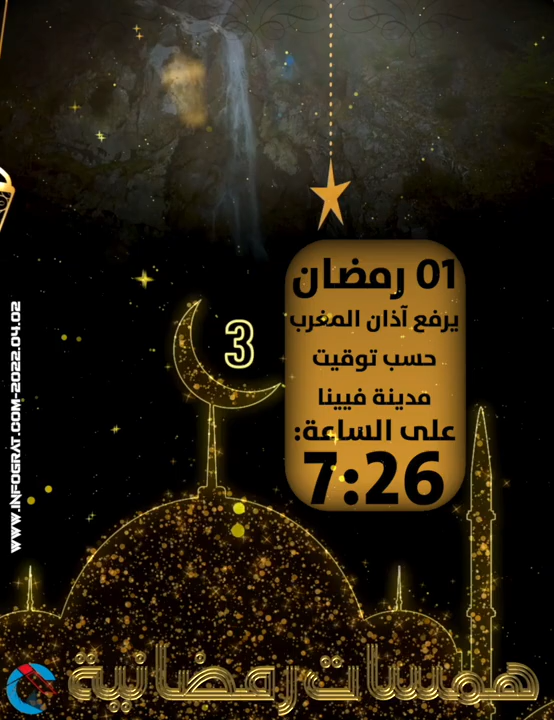 01 رمضان
يرفع آذان المغرب
حسب توقيت
مدينة فيينا
على الساعة:
7:26
3
WWW.INFOGRAT.COM-2022.04.02
همسات رمضانية